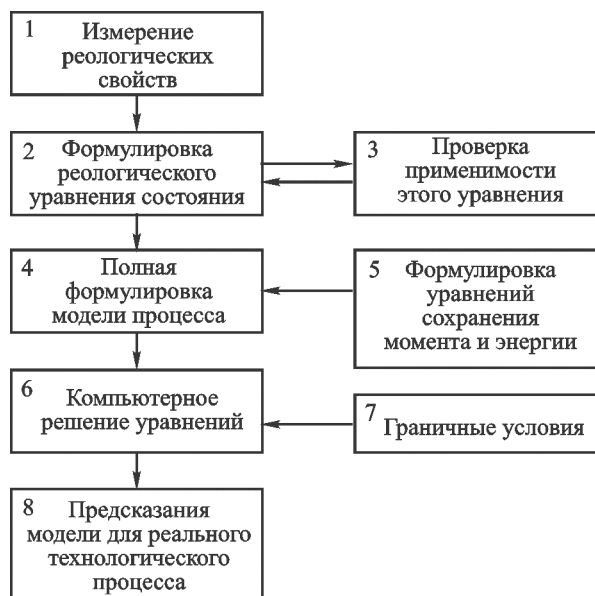 1 Измерение
реологических
свойств
2 Формулировка
реологического
уравнения состояния
3 Проверка
применимости
этого уравнения
4 Полная
формулировка
модели процесса
5 Формулировка
уравнений
сохранения
момента и энергии
6 Компьютерное
решение уравнений
7 Граничные условия
8 Предсказания
модели для реального
технологического
процесса